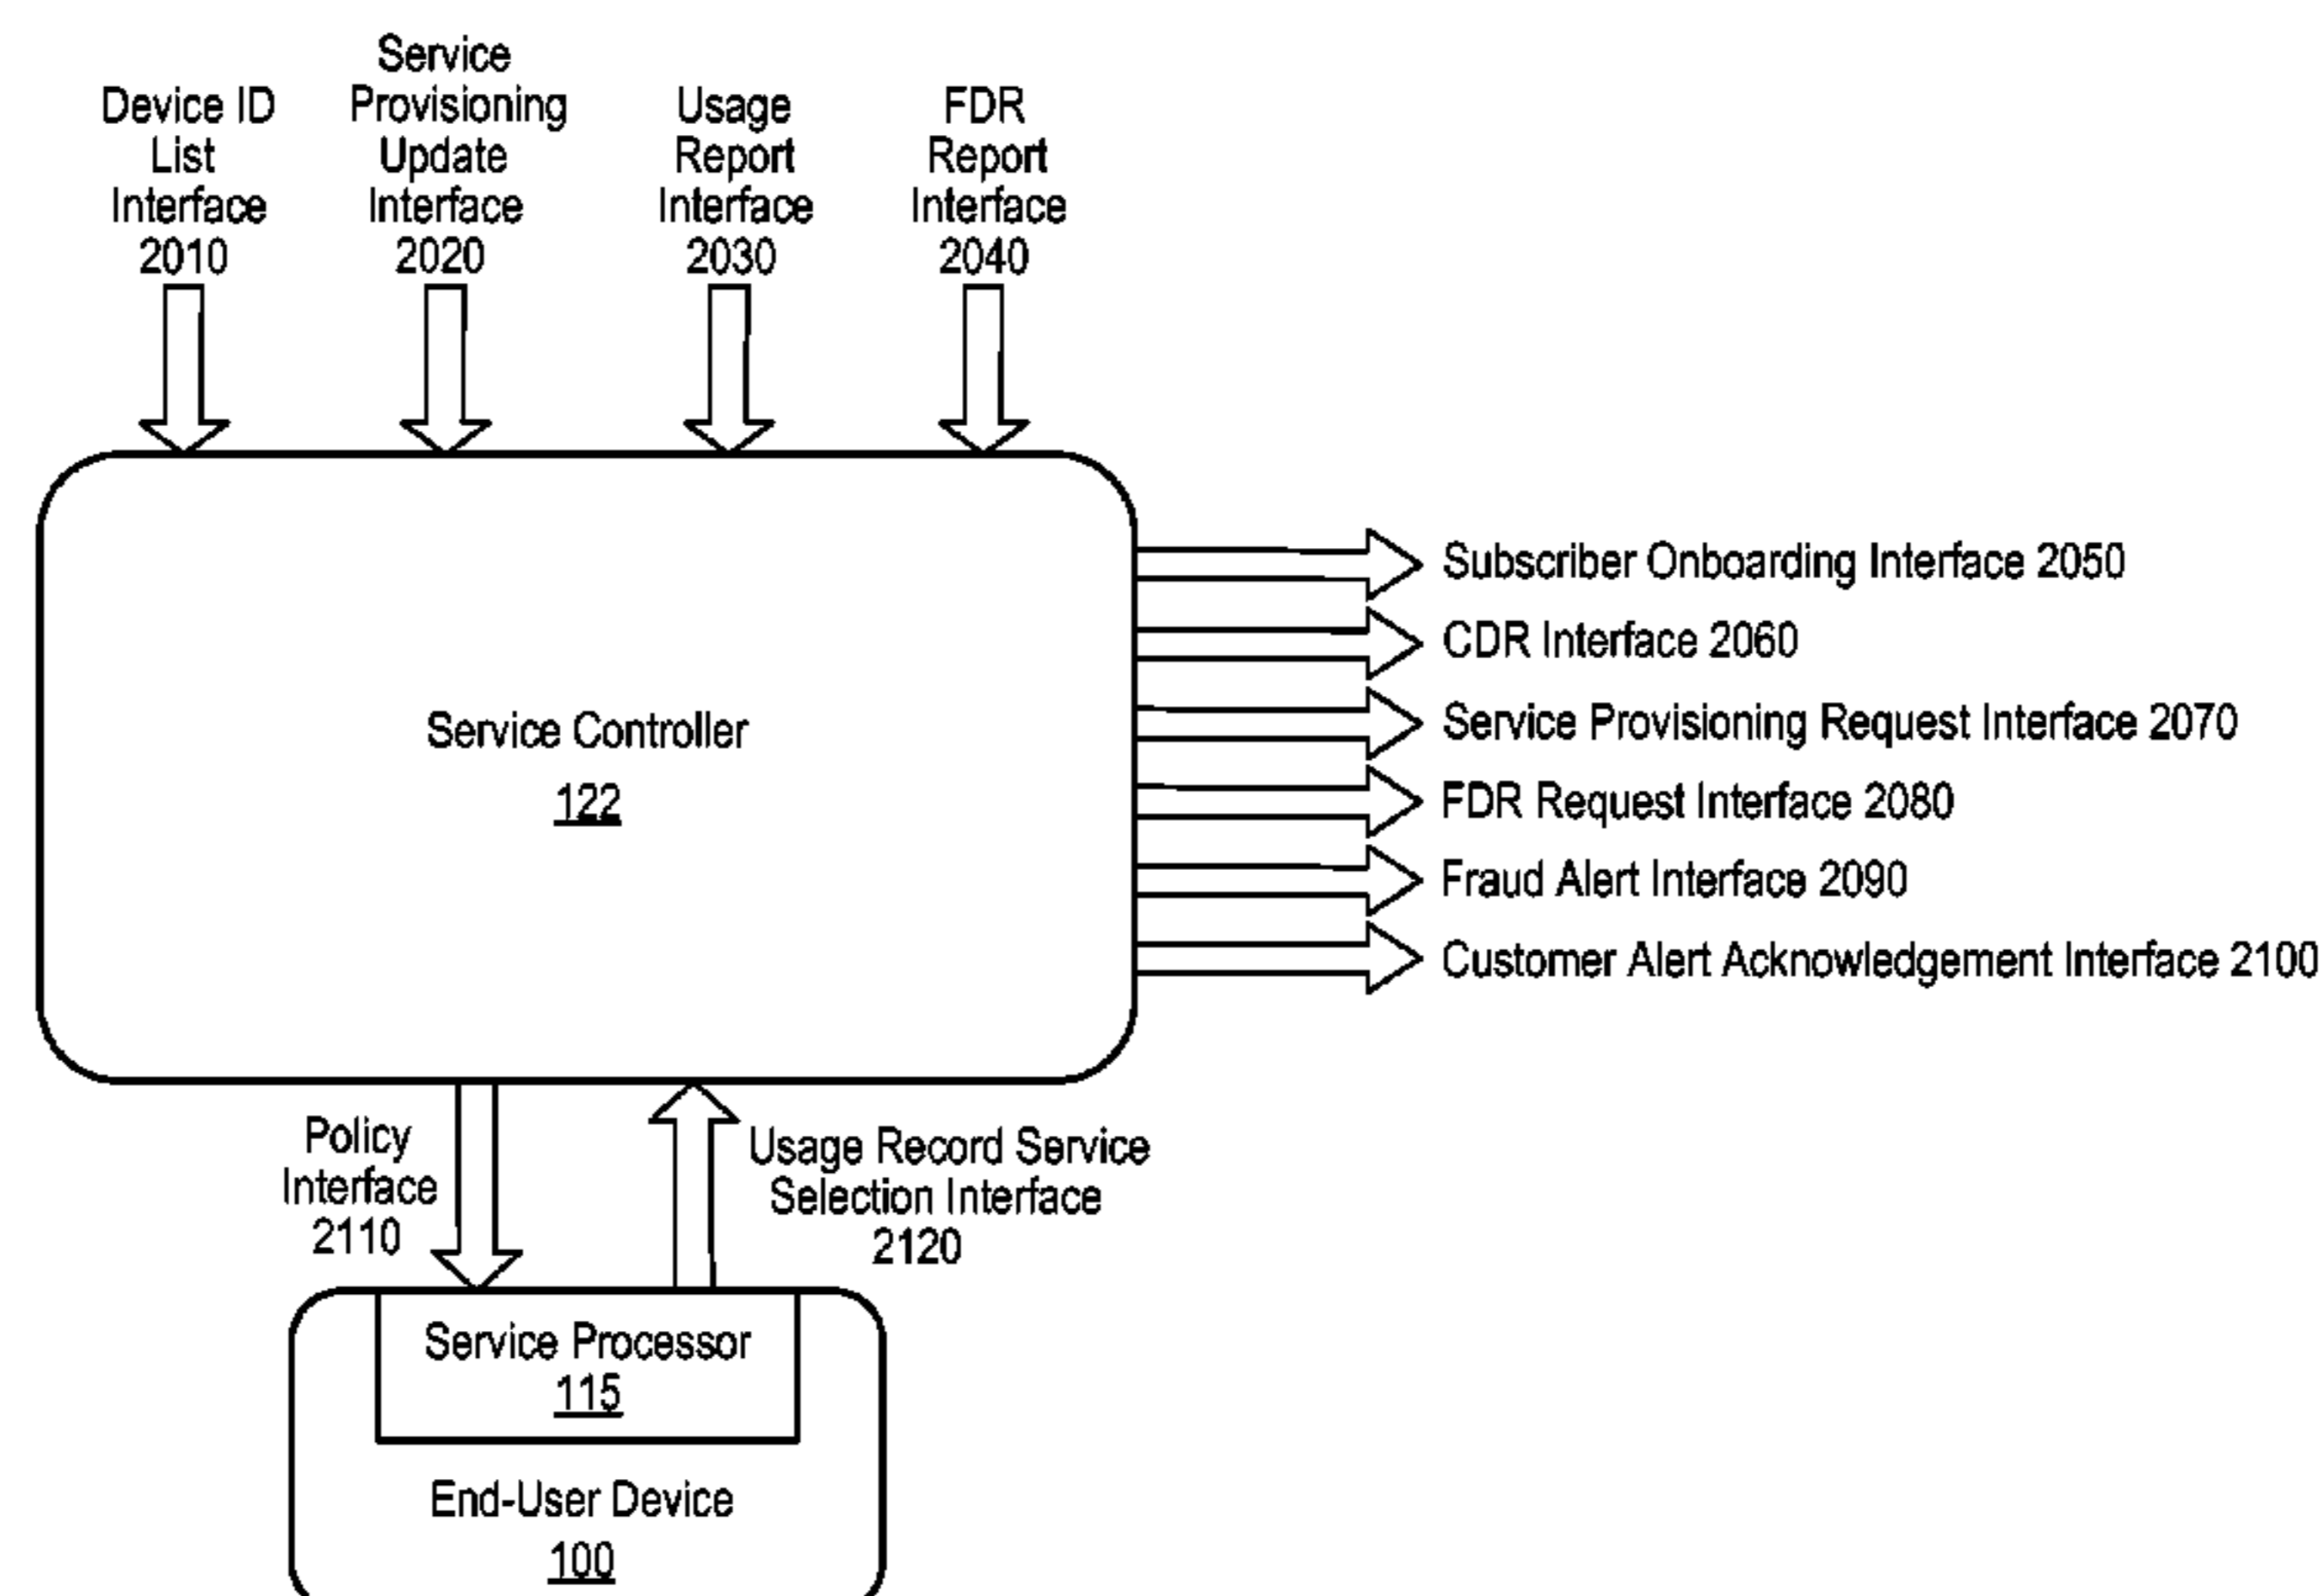 Device ID
List
Interface
2010
Service
Provisioning
Update
Interface
2020
Usage
Report
Interface
2030
FDR
Report
Interface
2040
Service Controller
122
Subscriber Onboarding Interface 2050
CDR Interface 2060
Service Provisioning Request Interface 2070
FDR Request Interface 2080
Fraud Alert Interface 2090
Customer Alert Acknowledgement Interface 2100
Policy
Interface
2110
Usage Record Service
Selection Interface
2120
Service Processor
115
End-User Device
100